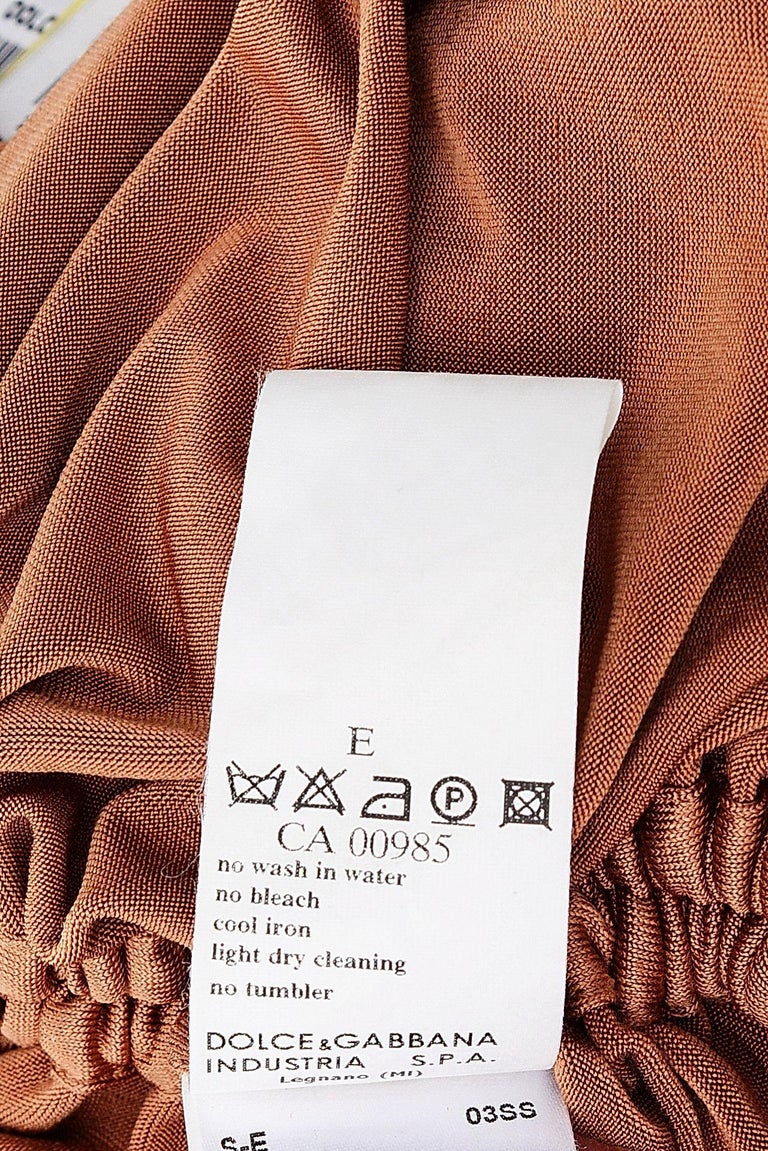 DOLC
E
P
CA 00985
no wash in water
no bleach
cool iron
light dry cleaning
no tumbler
DOLCE&GABBANA
INDUSTRIA S.P.A.
Legnano (MI)
03SS
S-E